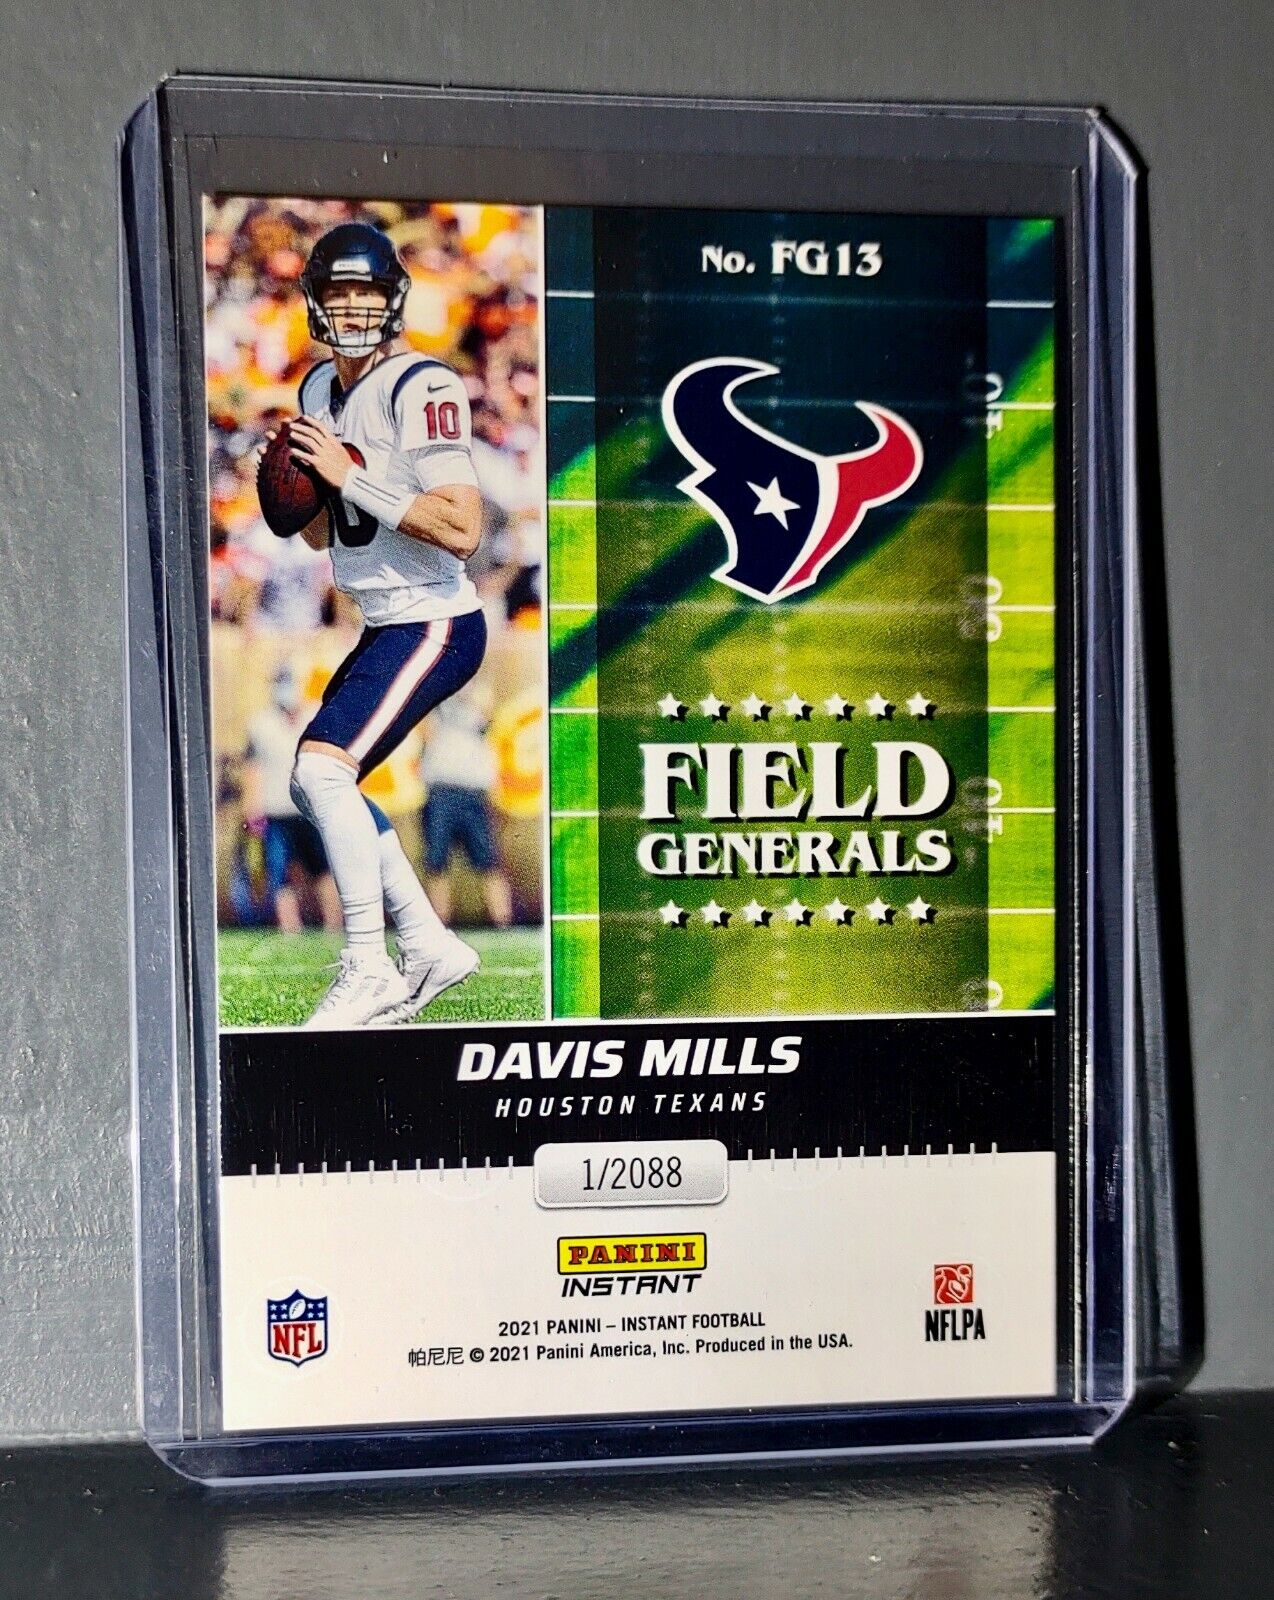 No. FG13
10
FIELD
GENERALS
DAVIS MILLS
HOUSTON TEXANS
1/2088
PANINI
INSTANT
NFL
NFLPA
2021 PANINI – INSTANT FOOTBALL
帕尼尼 © 2021 Panini America, Inc. Produced in the USA.